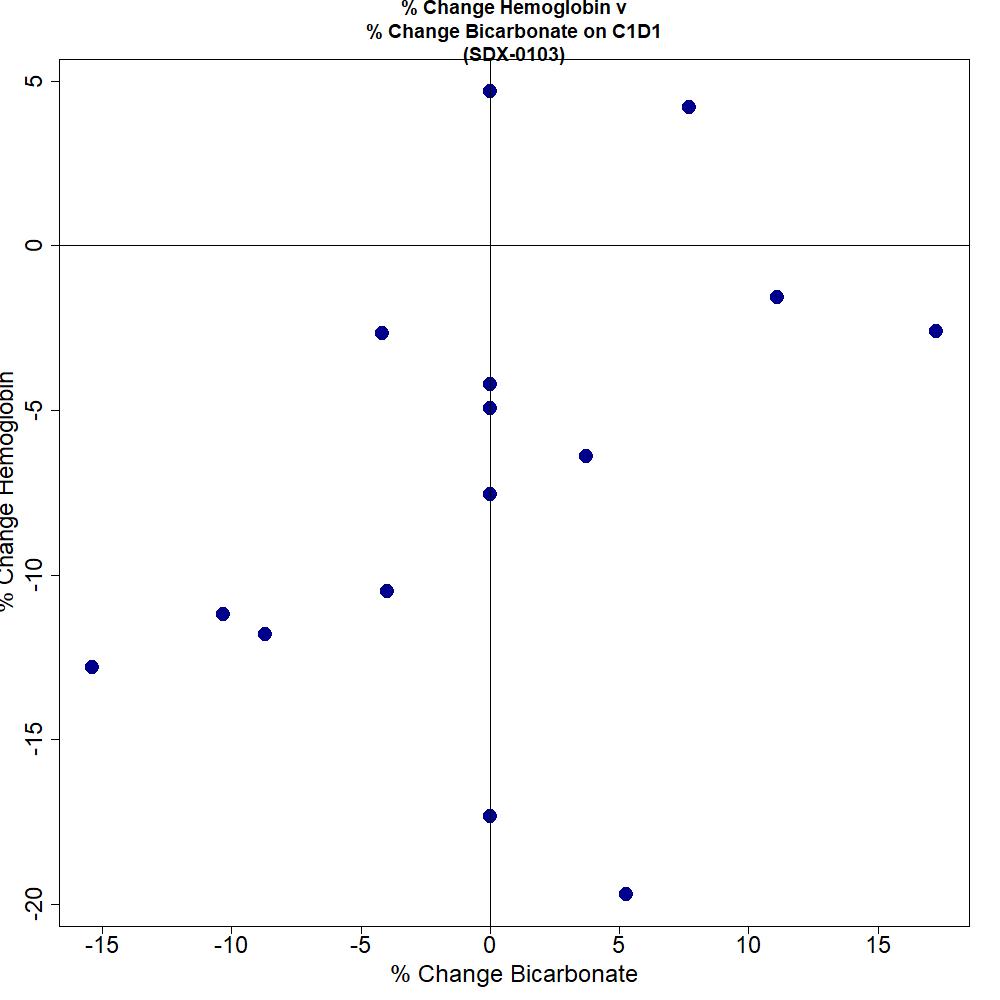 % Change Hemoglobin v
% Change Bicarbonate on C1D1
(SDX-0103)
5
0
-5
-10
-15
-20
% Change Hemoglobin
-15
-10
-5
0
5
10
15
% Change Bicarbonate